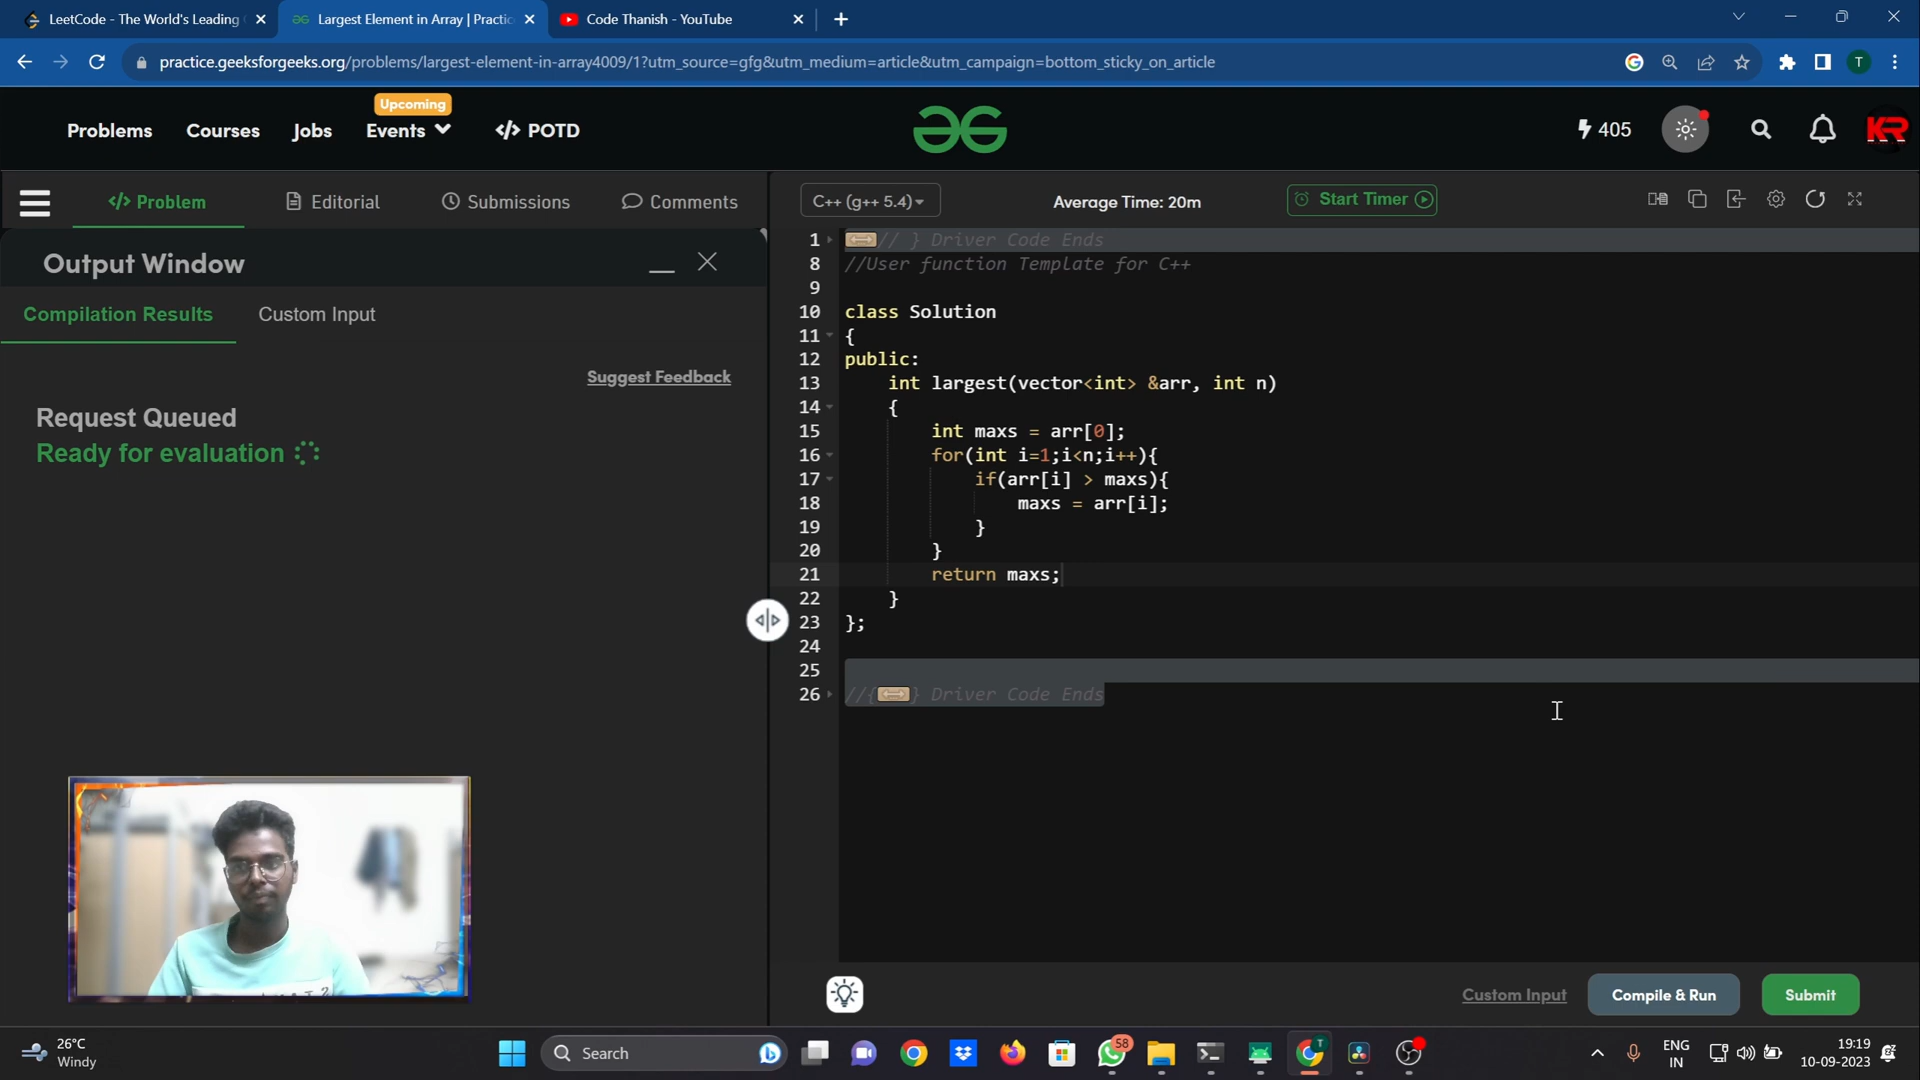 LeetCode - The World's Leading
Largest Element in Array | Practic
Code Thanish - YouTube
practice.geeksforgeeks.org/problems/largest-element-in-array4009/1?utm_source=gfg&utm_medium=article&utm_campaign=bottom_sticky_on_article
T
Upcoming
Problems Courses Jobs Events </> POTD
405
KR
</> Problem Editorial Submissions Comments
C++ (g++ 5.4)
Average Time: 20m
Start Timer
Output Window
Compilation Results Custom Input
Suggest Feedback
Request Queued
Ready for evaluation
1 // } Driver Code Ends
8 //User function Template for C++
9
10 class Solution
11 {
12 public:
13 int largest(vector<int> &arr, int n)
14 {
15 int maxs = arr[0];
16 for(int i=1;i<n;i++){
17 if(arr[i] > maxs){
18 maxs = arr[i];
19 }
20 }
21 return maxs;
22 }
23 };
24
25
26 //{ } Driver Code Ends
Custom Input Compile & Run Submit
26°C
Windy
Search
58
T
ENG
IN
19:19
10-09-2023